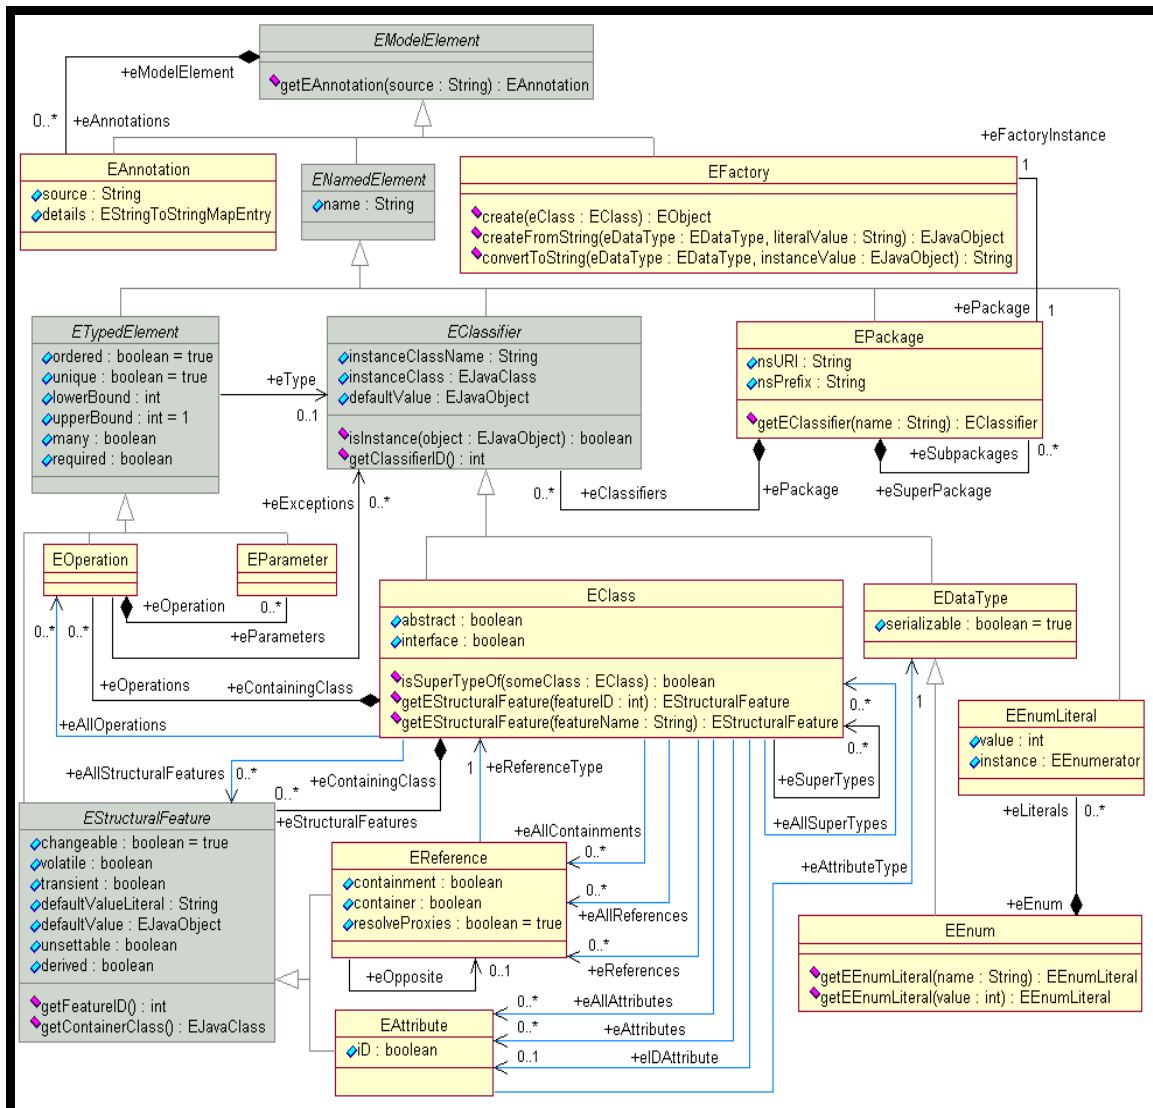 EModelElement
getEAnnotation(source : String) : EAnnotation
+eModelElement
0..*
+eAnnotations
+eFactoryInstance
1
EAnnotation
source : String
details : EStringToStringMapEntry
ENamedElement
name : String
EFactory
create(eClass : EClass) : EObject
createFromString(eDataType : EDataType, literalValue : String) : EJavaObject
convertToString(eDataType : EDataType, instanceValue : EJavaObject) : String
+ePackage
1
ETypedElement
ordered : boolean = true
unique : boolean = true
lowerBound : int
upperBound : int = 1
many : boolean
required : boolean
+eType
0..1
EClassifier
instanceClassName : String
instanceClass : EJavaClass
defaultValue : EJavaObject
isInstance(object : EJavaObject) : boolean
getClassifierID() : int
EPackage
nsURI : String
nsPrefix : String
getEClassifier(name : String) : EClassifier
+eSubpackages
0..*
+eSuperPackage
+eExceptions
0..*
0..*
+eClassifiers
+ePackage
EOperation
EParameter
+eOperation
0..*
+eParameters
0..*
0..*
+eOperations
+eContainingClass
+eAllOperations
EClass
abstract : boolean
interface : boolean
isSuperTypeOf(someClass : EClass) : boolean
getEStructuralFeature(featureID : int) : EStructuralFeature
getEStructuralFeature(featureName : String) : EStructuralFeature
EDataType
serializable : boolean = true
1
0..*
0..*
+eSuperTypes
+eAllSuperTypes
EEnumLiteral
value : int
instance : EEnumerator
+eLiterals
0..*
+eAllStructuralFeatures
0..*
+eContainingClass
0..*
+eStructuralFeatures
1
+eReferenceType
+eAllContainments
0..*
+eAttributeType
EStructuralFeature
changeable : boolean = true
volatile : boolean
transient : boolean
defaultValueLiteral : String
defaultValue : EJavaObject
unsettable : boolean
derived : boolean
getFeatureID() : int
getContainerClass() : EJavaClass
EReference
containment : boolean
container : boolean
resolveProxies : boolean = true
0..*
+eAllReferences
0..*
+eReferences
+eOpposite
0..1
+eEnum
EEnum
getEEnumLiteral(name : String) : EEnumLiteral
getEEnumLiteral(value : int) : EEnumLiteral
0..*
+eAllAttributes
0..*
+eAttributes
0..1
+eIDAttribute
EAttribute
iD : boolean